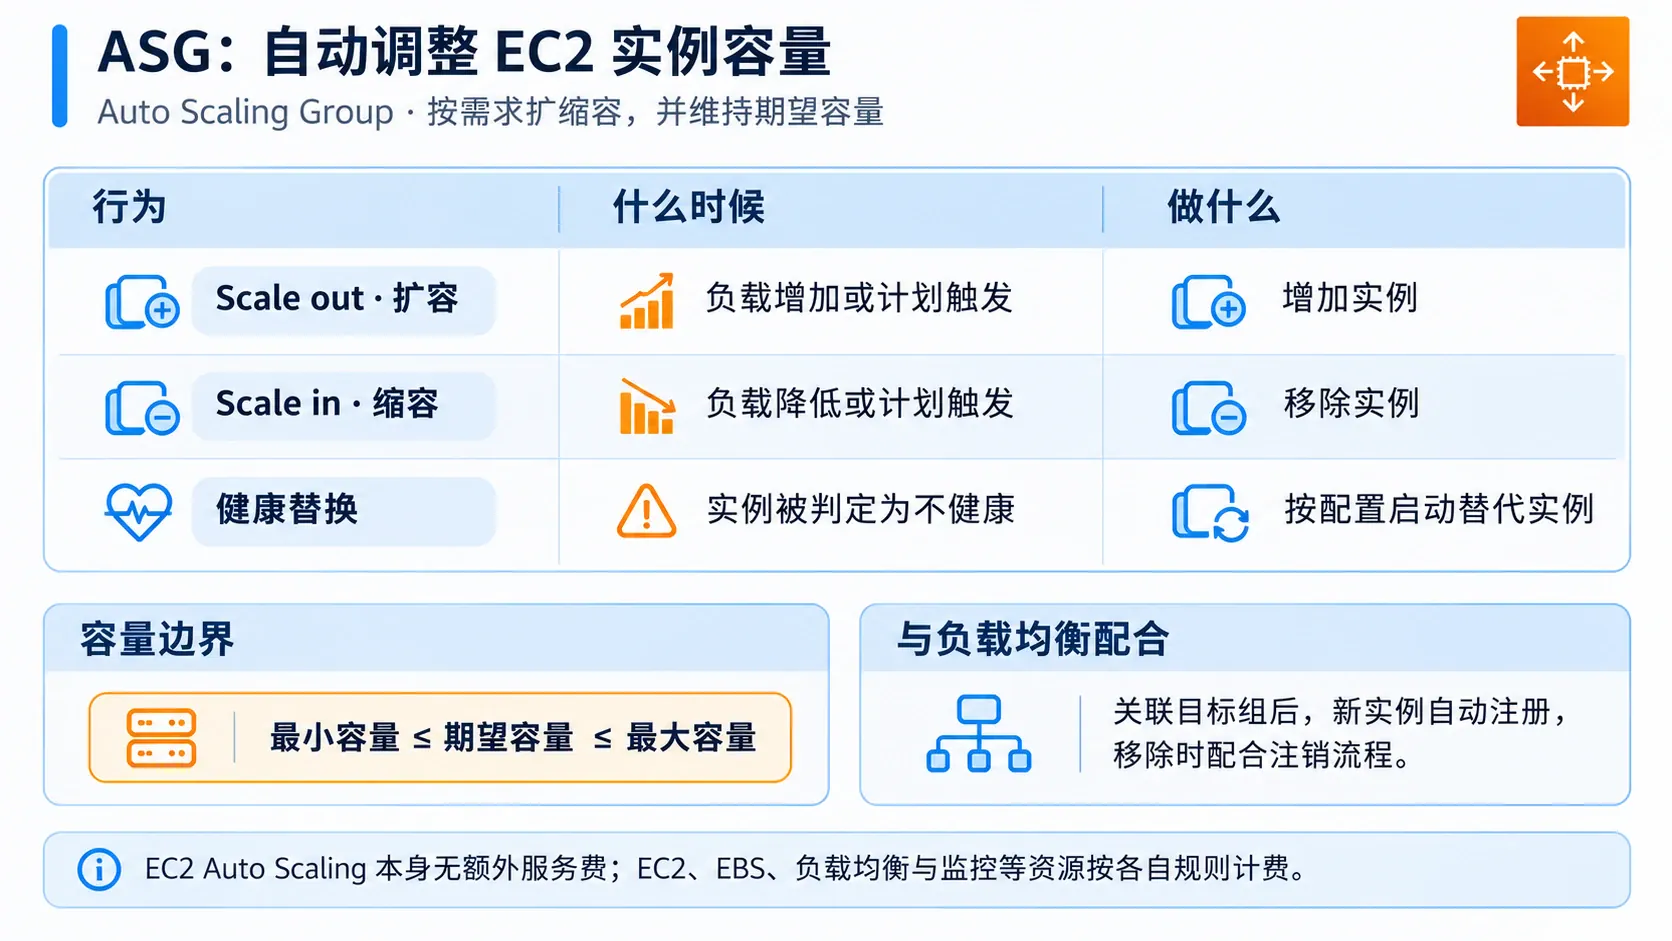 ASG：自动调整 EC2 实例容量
Auto Scaling Group · 按需求扩缩容，并维持期望容量
行为
什么时候
做什么
Scale out · 扩容
负载增加或计划触发
增加实例
Scale in · 缩容
负载降低或计划触发
移除实例
健康替换
实例被判定为不健康
按配置启动替代实例
容量边界
最小容量 ≤ 期望容量 ≤ 最大容量
与负载均衡配合
关联目标组后，新实例自动注册，
移除时配合注销流程。
EC2 Auto Scaling 本身无额外服务费；EC2、EBS、负载均衡与监控等资源按各自规则计费。